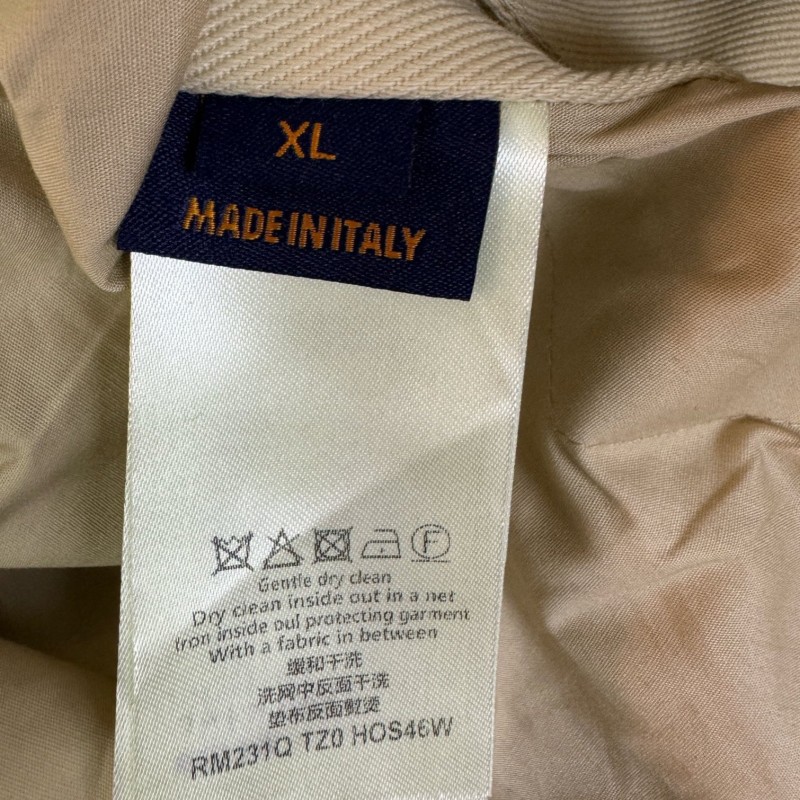 XL
MADE IN ITALY
F
Gentle dry clean
Dry clean inside out in a net
Iron inside oul protecting garment
With a fabric in between
缓和干洗
洗网中反面干洗
垫布反面熨烫
RM231Q TZ0 HOS46W